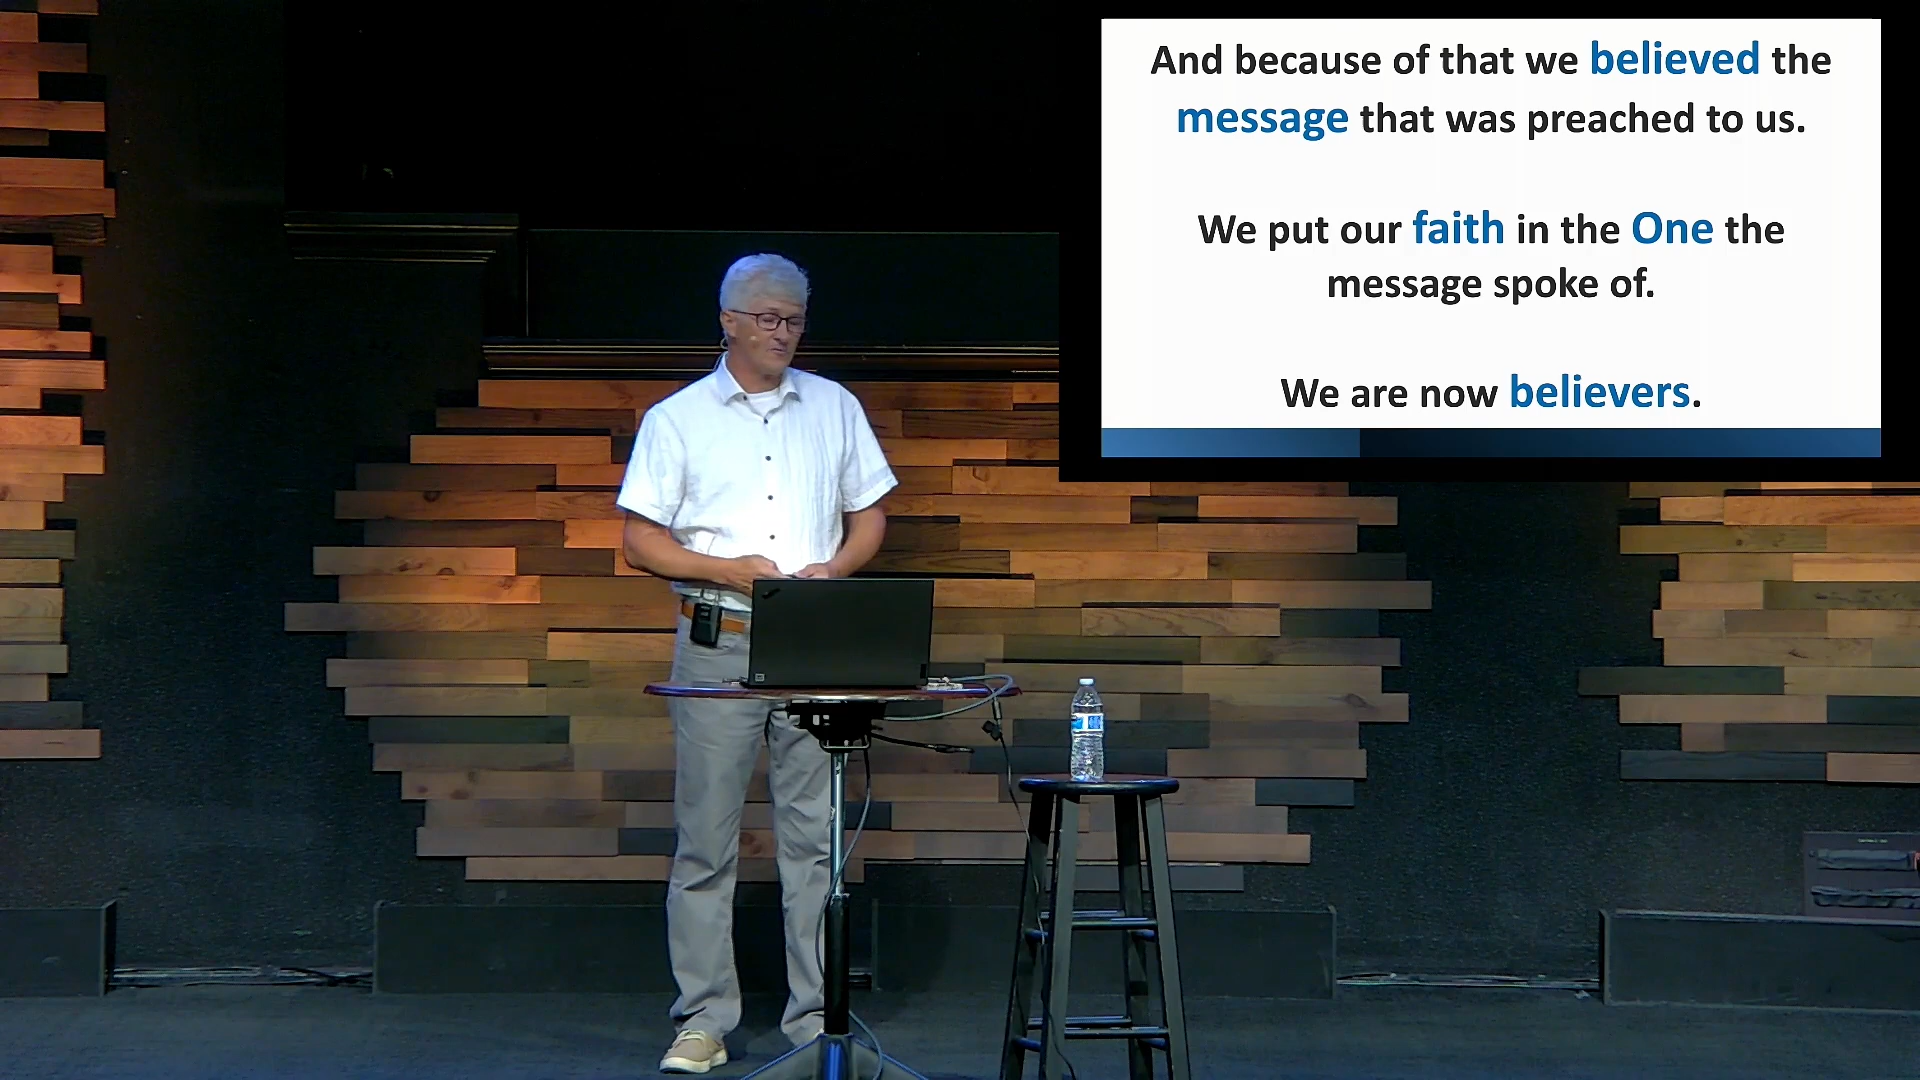 And because of that we believed the
message that was preached to us.
We put our faith in the One the
message spoke of.
We are now believers.